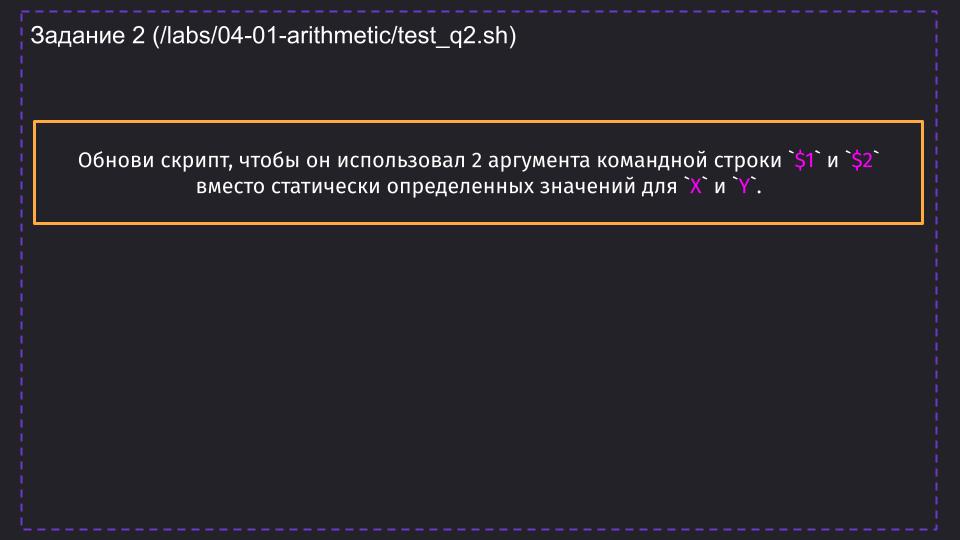 Задание 2 (/labs/04-01-arithmetic/test_q2.sh)
Обнови скрипт, чтобы он использовал 2 аргумента командной строки `$1` и `$2`
вместо статически определенных значений для `X` и `Y`.